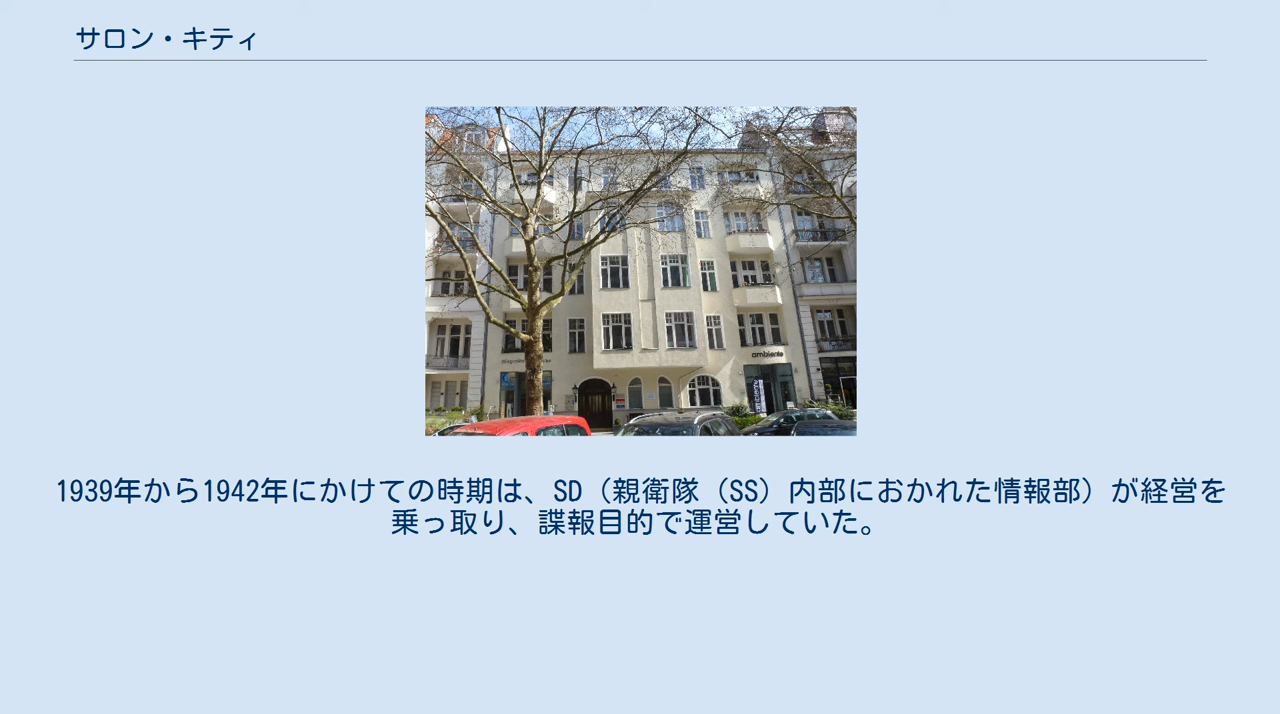 サロン・キティ
ambiente
1939年から1942年にかけての時期は、SD（親衛隊（SS）内部におかれた情報部）が経営を
乗っ取り、諜報目的で運営していた。